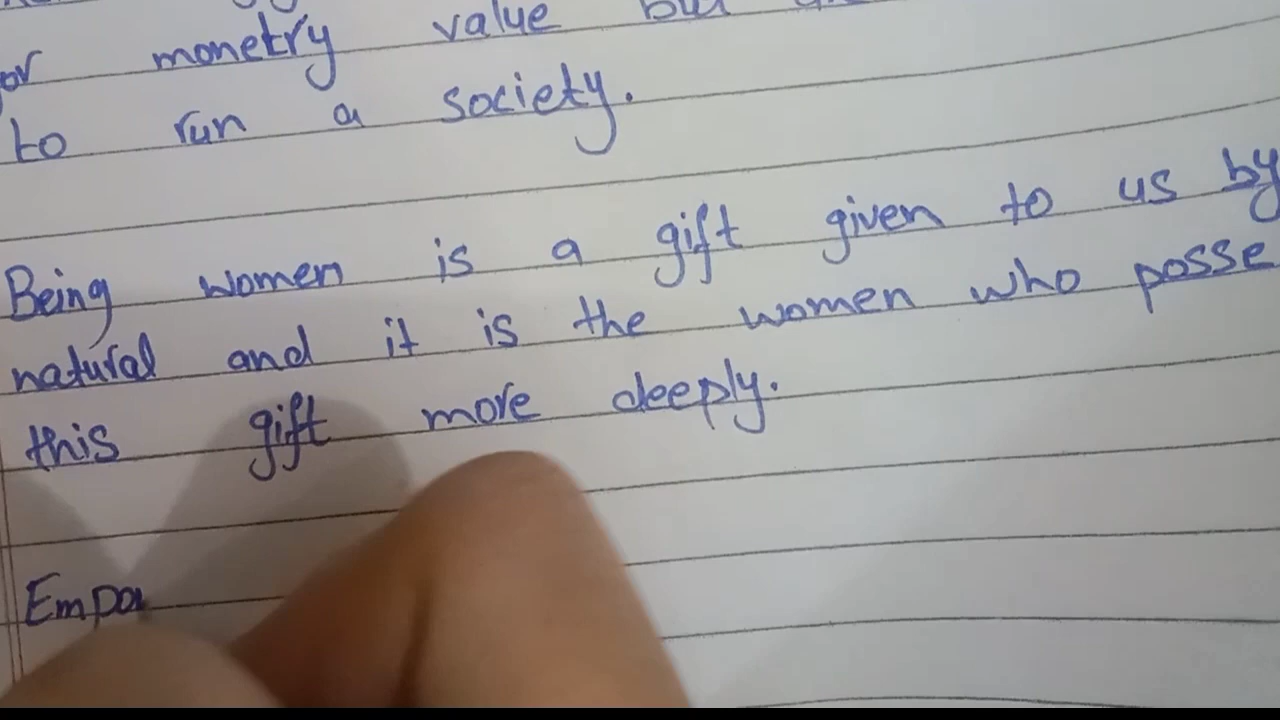 or monetry value but
to run a society.
Being women is a gift given to us by
natural and it is the women who posse
this gift more deeply.
Empo